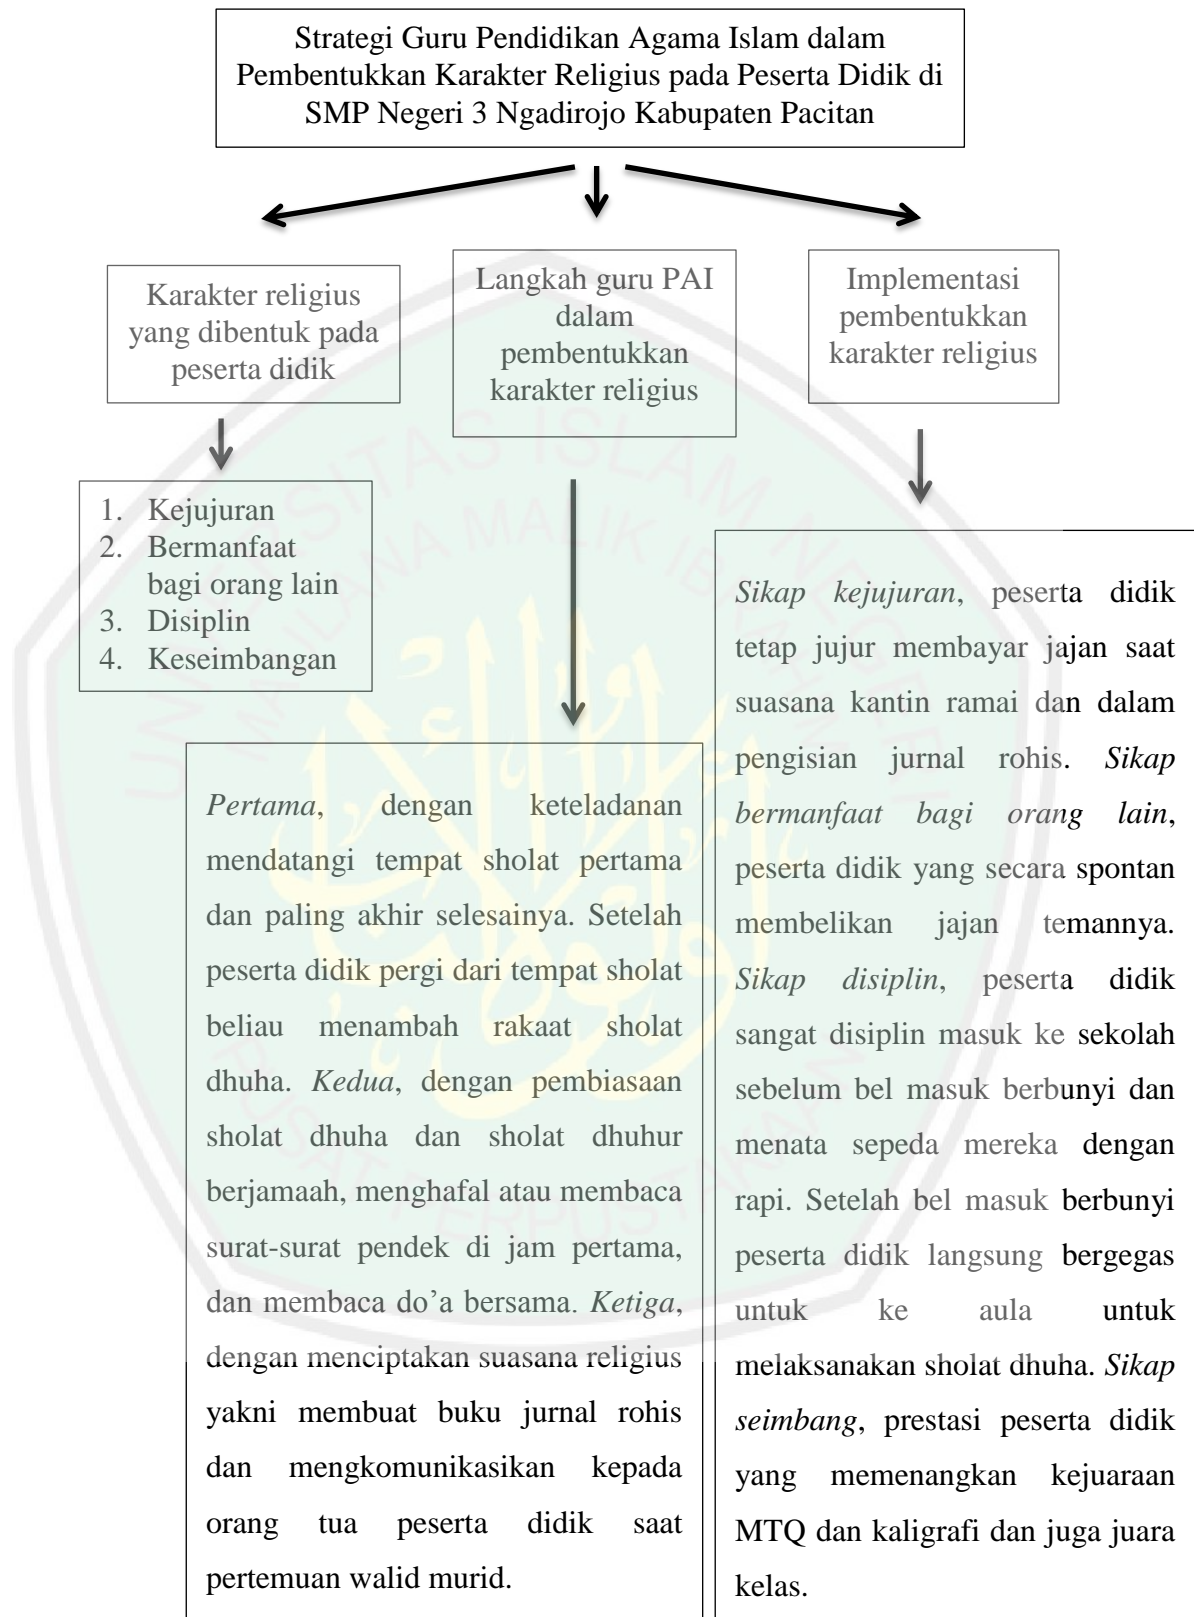 Strategi Guru Pendidikan Agama Islam dalam
Pembentukkan Karakter Religius pada Peserta Didik di
SMP Negeri 3 Ngadirojo Kabupaten Pacitan
Karakter religius
yang dibentuk pada
peserta didik
Langkah guru PAI
dalam
pembentukkan
karakter religius
Implementasi
pembentukkan
karakter religius
1. Kejujuran
2. Bermanfaat
bagi orang lain
3. Disiplin
4. Keseimbangan
Pertama, dengan keteladanan
mendatangi tempat sholat pertama
dan paling akhir selesainya. Setelah
peserta didik pergi dari tempat sholat
beliau menambah rakaat sholat
dhuha. Kedua, dengan pembiasaan
sholat dhuha dan sholat dhuhur
berjamaah, menghafal atau membaca
surat-surat pendek di jam pertama,
dan membaca do’a bersama. Ketiga,
dengan menciptakan suasana religius
yakni membuat buku jurnal rohis
dan mengkomunikasikan kepada
orang tua peserta didik saat
pertemuan walid murid.
Sikap kejujuran, peserta didik
tetap jujur membayar jajan saat
suasana kantin ramai dan dalam
pengisian jurnal rohis. Sikap
bermanfaat bagi orang lain,
peserta didik yang secara spontan
membelikan jajan temannya.
Sikap disiplin, peserta didik
sangat disiplin masuk ke sekolah
sebelum bel masuk berbunyi dan
menata sepeda mereka dengan
rapi. Setelah bel masuk berbunyi
peserta didik langsung bergegas
untuk ke aula untuk
melaksanakan sholat dhuha. Sikap
seimbang, prestasi peserta didik
yang memenangkan kejuaraan
MTQ dan kaligrafi dan juga juara
kelas.
UNIVERSITAS ISLAM NEGERI
MAULANA MALIK IBRAHIM
PUSAT PERPUSTAKAAN